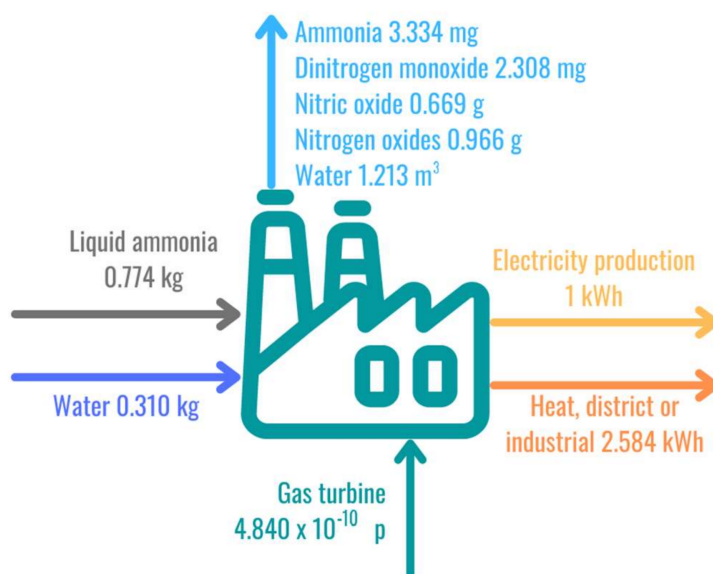 Ammonia 3.334 mg
Dinitrogen monoxide 2.308 mg
Nitric oxide 0.669 g
Nitrogen oxides 0.966 g
Water 1.213 m³
Liquid ammonia
0.774 kg
Electricity production
1 kWh
Water 0.310 kg
Heat, district or
industrial 2.584 kWh
Gas turbine
4.840 x 10⁻¹⁰ p